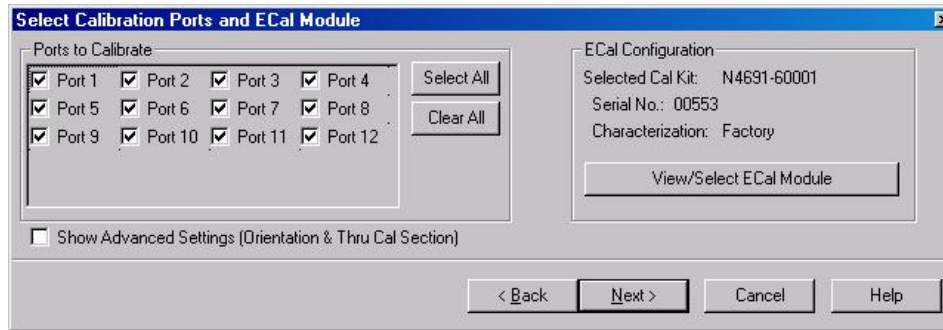 Select Calibration Ports and ECal Module
Ports to Calibrate
Port 1 Port 2 Port 3 Port 4
Port 5 Port 6 Port 7 Port 8
Port 9 Port 10 Port 11 Port 12
Select All
Clear All
ECal Configuration
Selected Cal Kit: N4691-60001
Serial No.: 00553
Characterization: Factory
View/Select ECal Module
Show Advanced Settings (Orientation & Thru Cal Section)
< Back
Next >
Cancel
Help